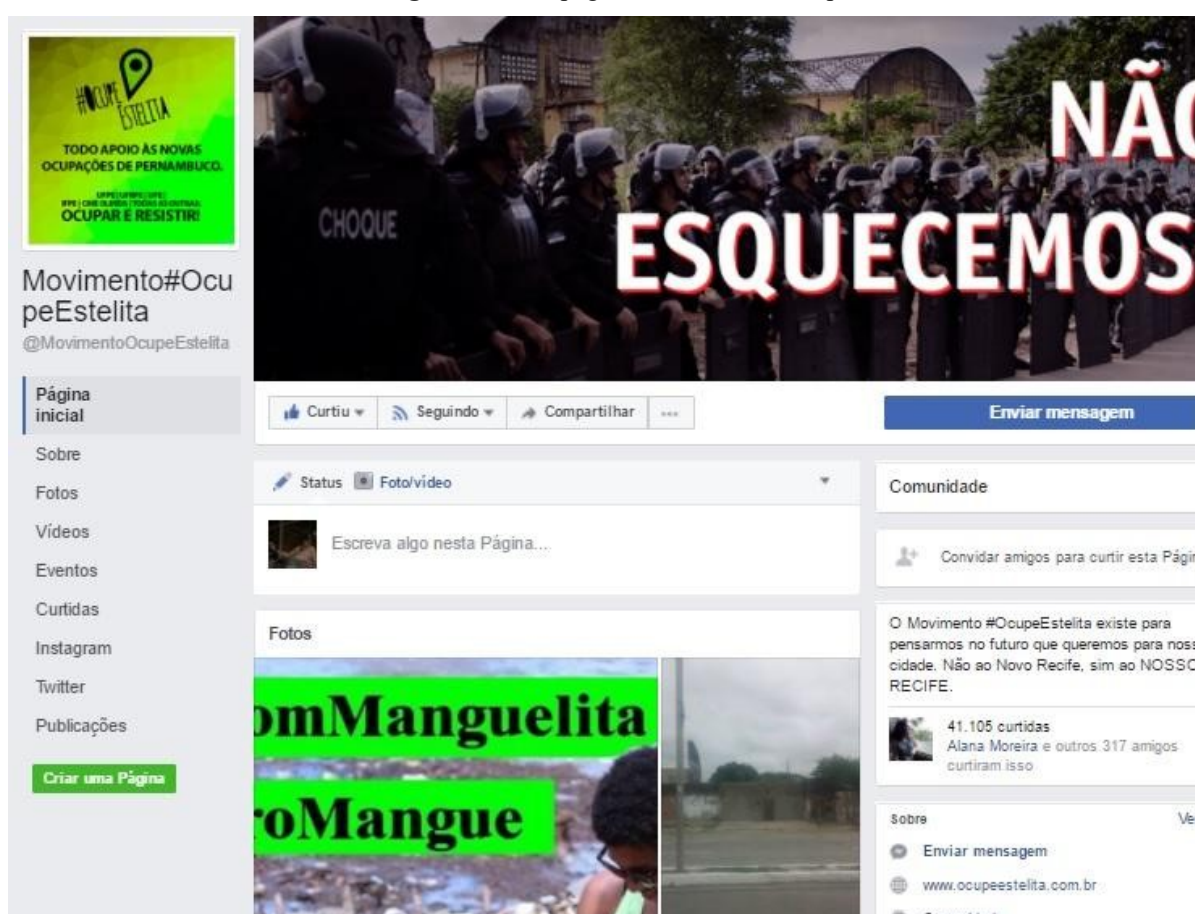 #OCUPE
ESTELITA
TODO APOIO ÀS NOVAS
OCUPAÇÕES DE PERNAMBUCO.
OCUPAR E RESISTIR!
Movimento#Ocu
peEstelita
@MovimentoOcupeEstelita
Página
inicial
Sobre
Fotos
Vídeos
Eventos
Curtidas
Instagram
Twitter
Publicações
Criar uma Página
CHOQUE
NÃO
ESQUECEMOS
Curtiu
Seguindo
Compartilhar
Enviar mensagem
Status
Foto/vídeo
Escreva algo nesta Página...
Fotos
omManguelita
roMangue
Comunidade
Convidar amigos para curtir esta Págin
O Movimento #OcupeEstelita existe para
pensarmos no futuro que queremos para noss
cidade. Não ao Novo Recife, sim ao NOSSO
RECIFE.
41.105 curtidas
Alana Moreira e outros 317 amigos
curtiram isso
Sobre
Ve
Enviar mensagem
www.ocupeestelita.com.br